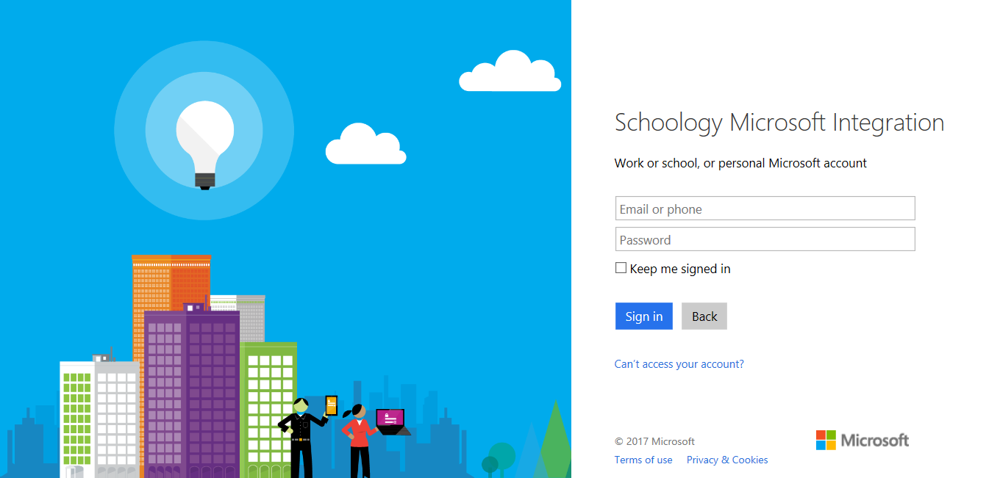 Schoology Microsoft Integration
Work or school, or personal Microsoft account
Email or phone
Password
Keep me signed in
Sign in Back
Can't access your account?
© 2017 Microsoft
Microsoft
Terms of use Privacy & Cookies